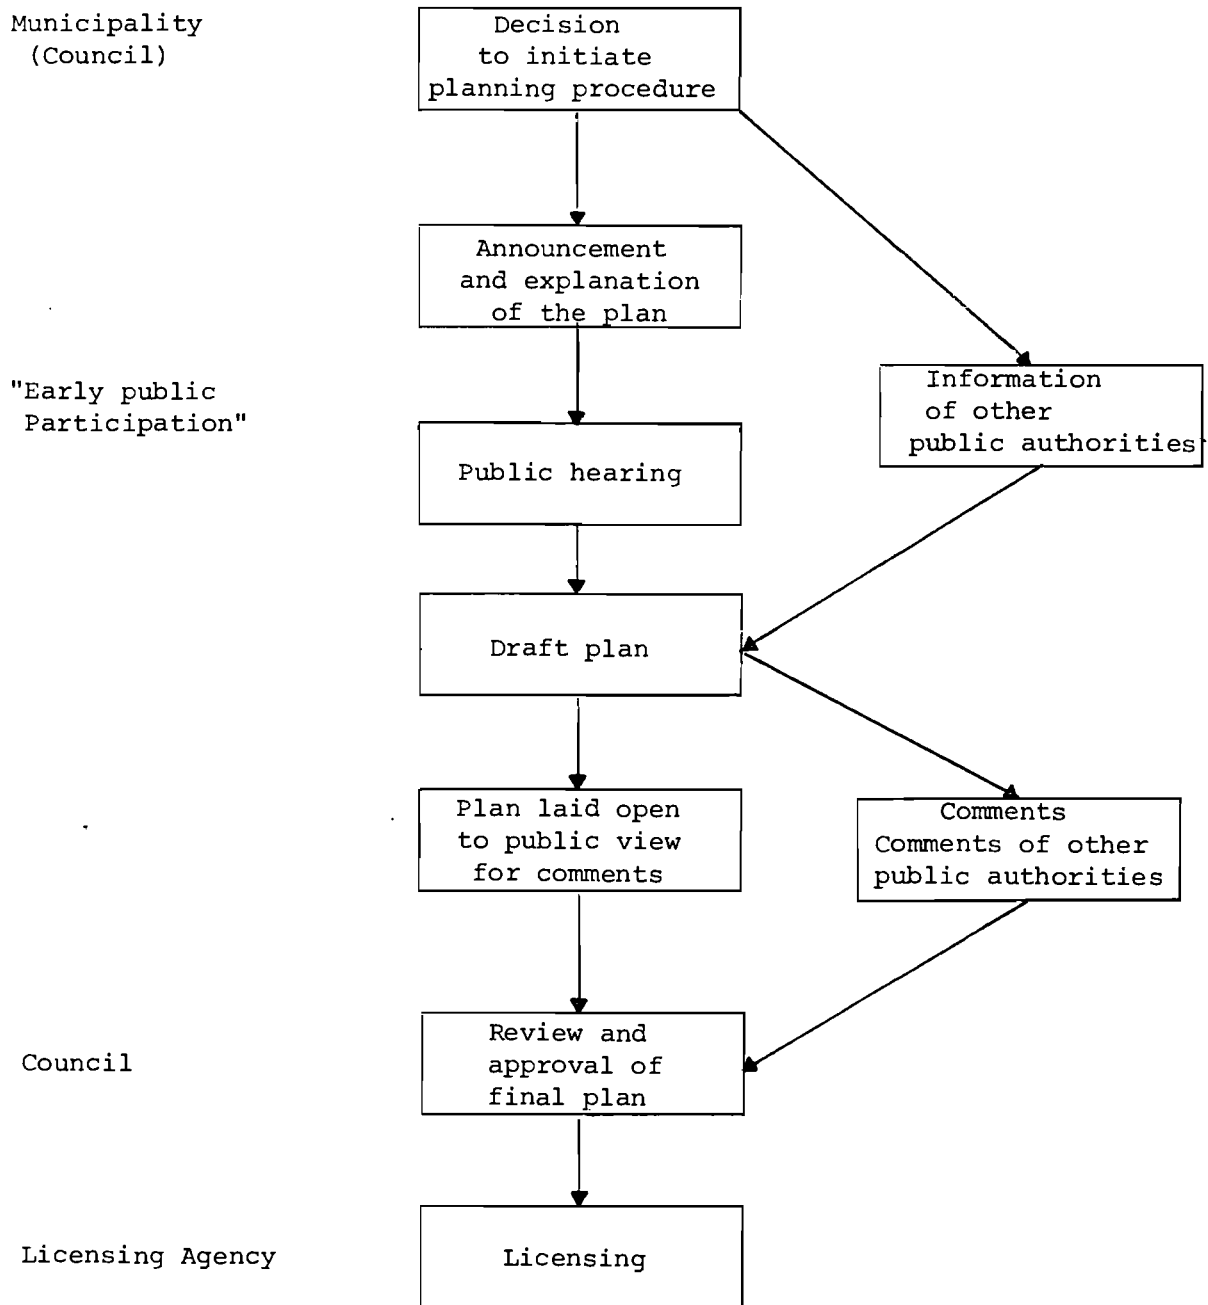 Municipality
(Council)
Decision
to initiate
planning procedure
Announcement
and explanation
of the plan
"Early public
Participation"
Information
of other
public authorities
Public hearing
Draft plan
Plan laid open
to public view
for comments
Comments
Comments of other
public authorities
Council
Review and
approval of
final plan
Licensing Agency
Licensing